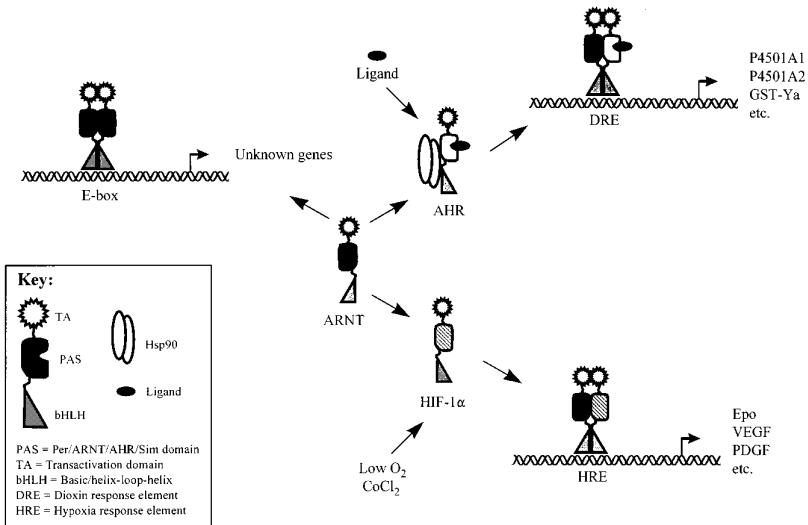 P4501A1
P4501A2
GST-Ya
etc.
DRE
Ligand
AHR
Unknown genes
E-box
ARNT
HIF-1α
Low O₂
CoCl₂
Epo
VEGF
PDGF
etc.
HRE
Key:
TA
PAS
bHLH
Hsp90
Ligand
PAS = Per/ARNT/AHR/Sim domain
TA = Transactivation domain
bHLH = Basic/helix-loop-helix
DRE = Dioxin response element
HRE = Hypoxia response element